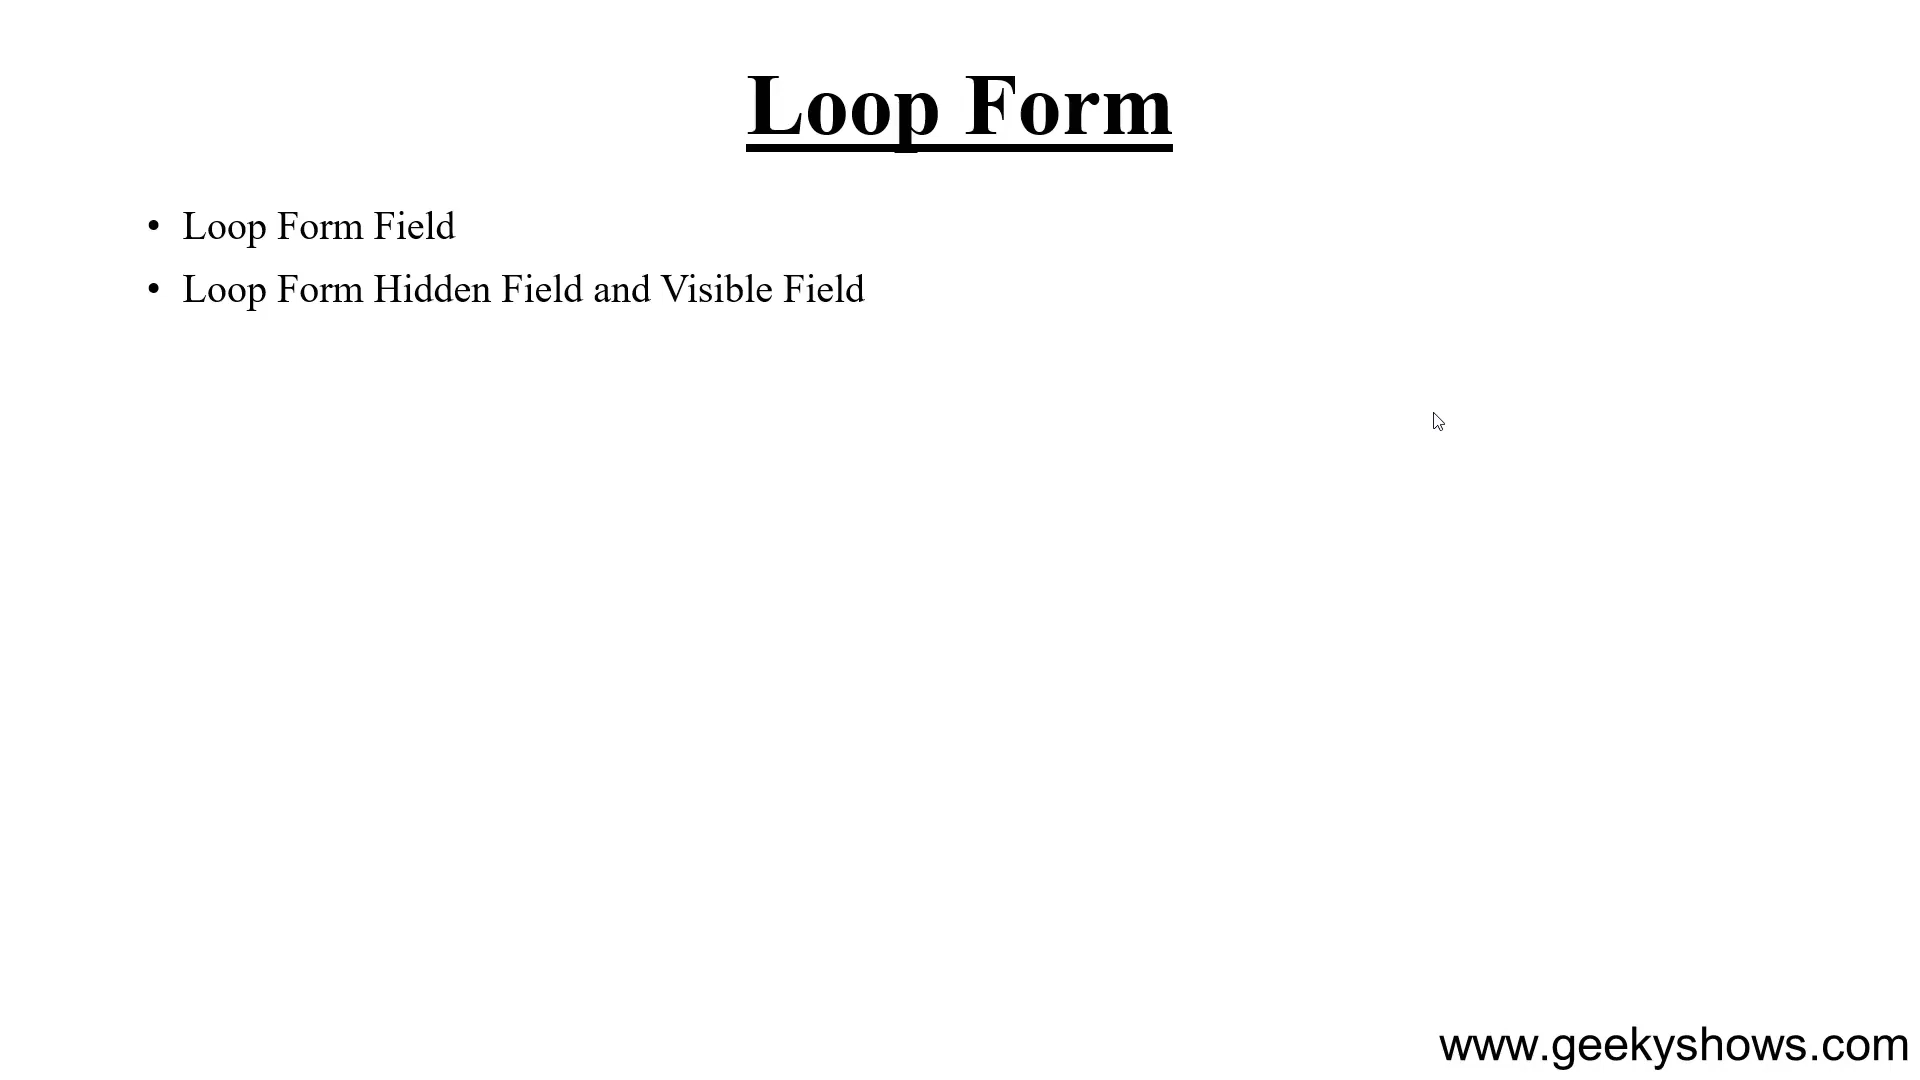 Loop Form
• Loop Form Field
• Loop Form Hidden Field and Visible Field
www.geekyshows.com